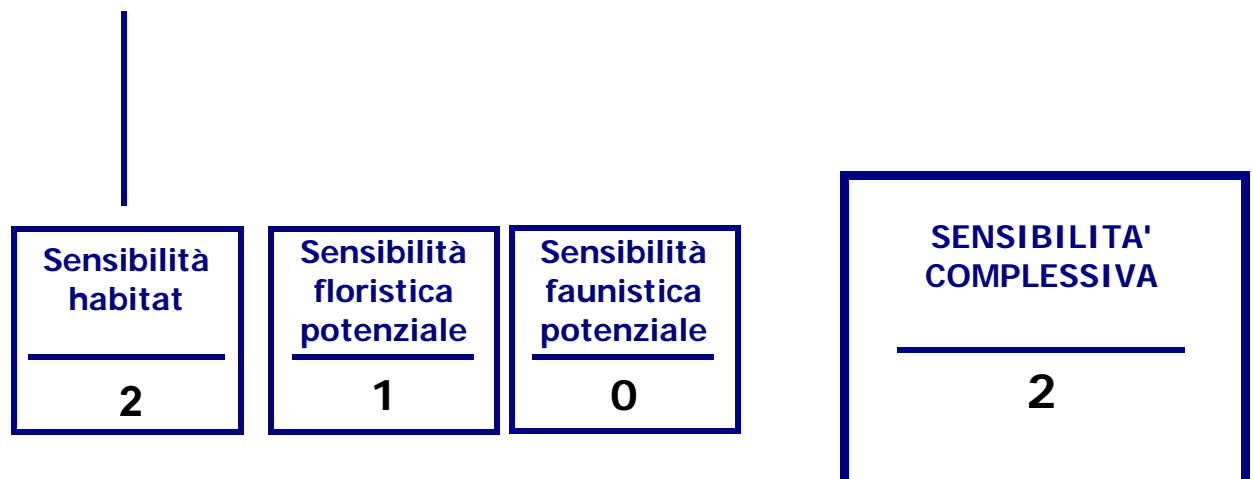 Sensibilità
habitat
2
Sensibilità
floristica
potenziale
1
Sensibilità
faunistica
potenziale
0
SENSIBILITA'
COMPLESSIVA
2